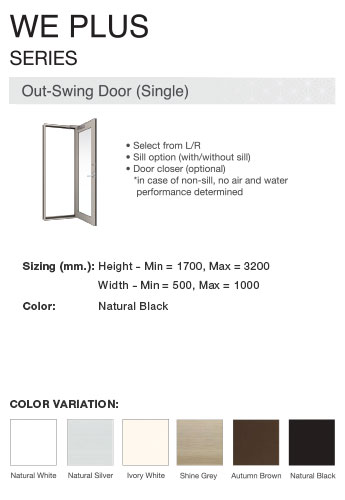 WE PLUS
SERIES
Out-Swing Door (Single)
• Select from L/R
• Sill option (with/without sill)
• Door closer (optional)
*in case of non-sill, no air and water
performance determined
Sizing (mm.): Height - Min = 1700, Max = 3200
Width - Min = 500, Max = 1000
Color: Natural Black
COLOR VARIATION:
Natural White Natural Silver Ivory White Shine Grey Autumn Brown Natural Black